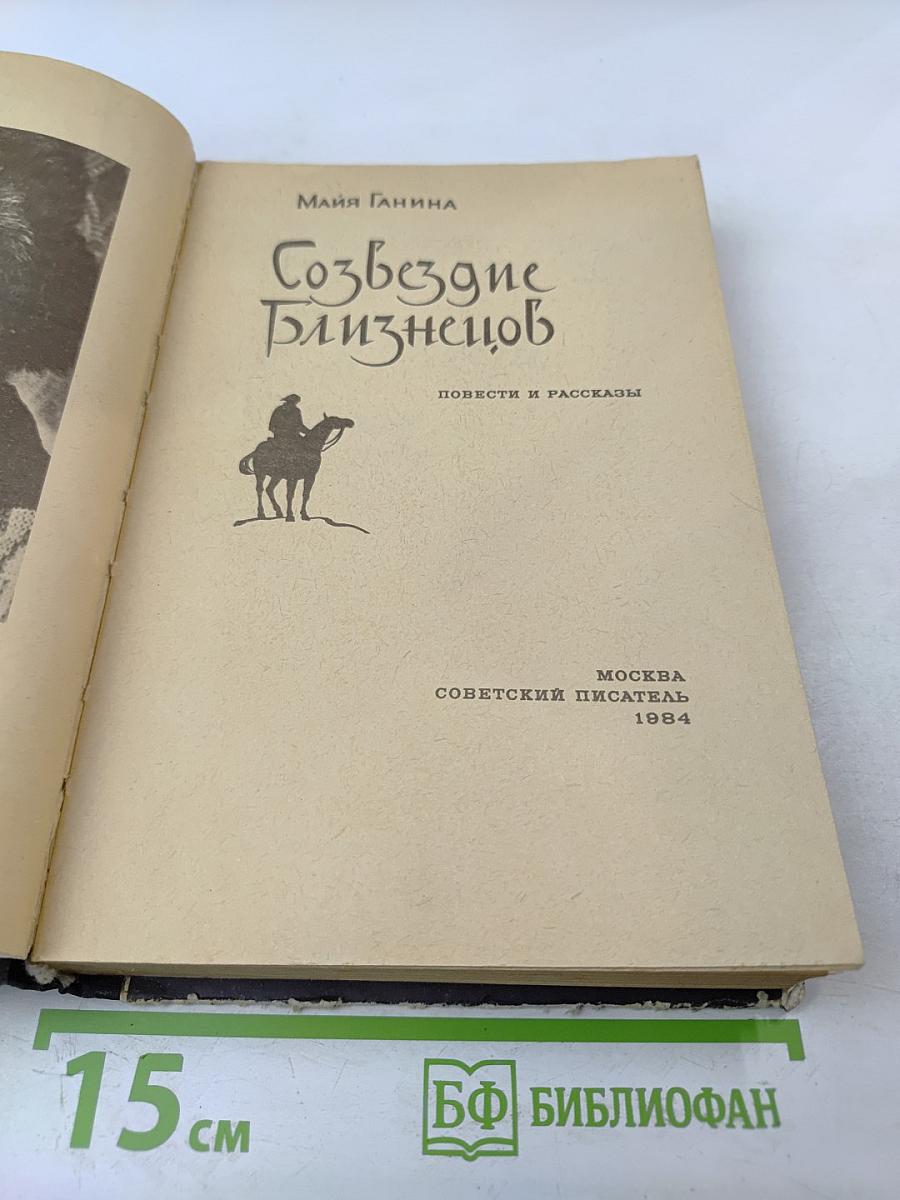 Майя Ганина
Созвездие
Близнецов
ПОВЕСТИ И РАССКАЗЫ
МОСКВА
СОВЕТСКИЙ ПИСАТЕЛЬ
1984
15 см
БФ БИБЛИОФАН